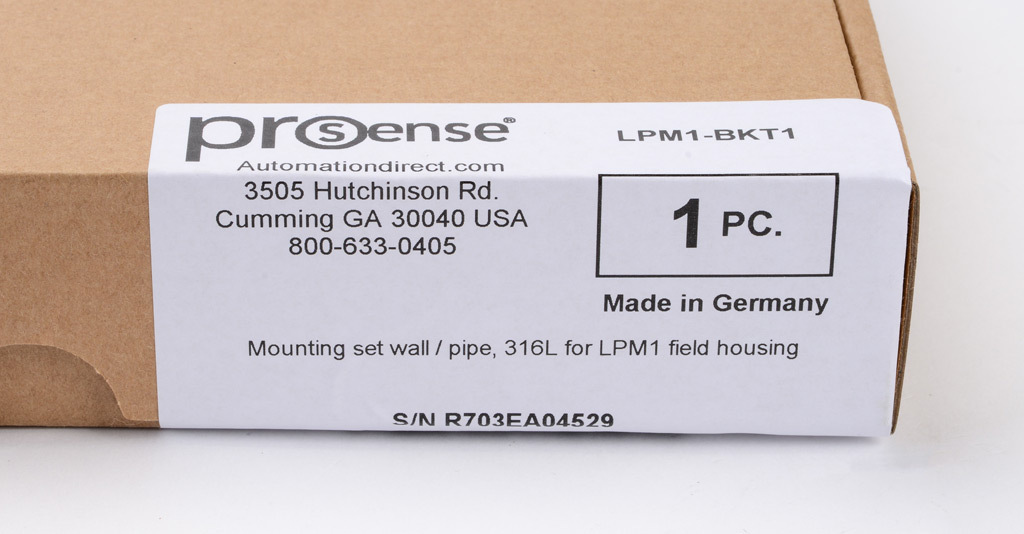 prosense®
LPM1-BKT1
Automationdirect.com
3505 Hutchinson Rd.
Cumming GA 30040 USA
800-633-0405
1 PC.
Made in Germany
Mounting set wall / pipe, 316L for LPM1 field housing
S/N R703EA04529